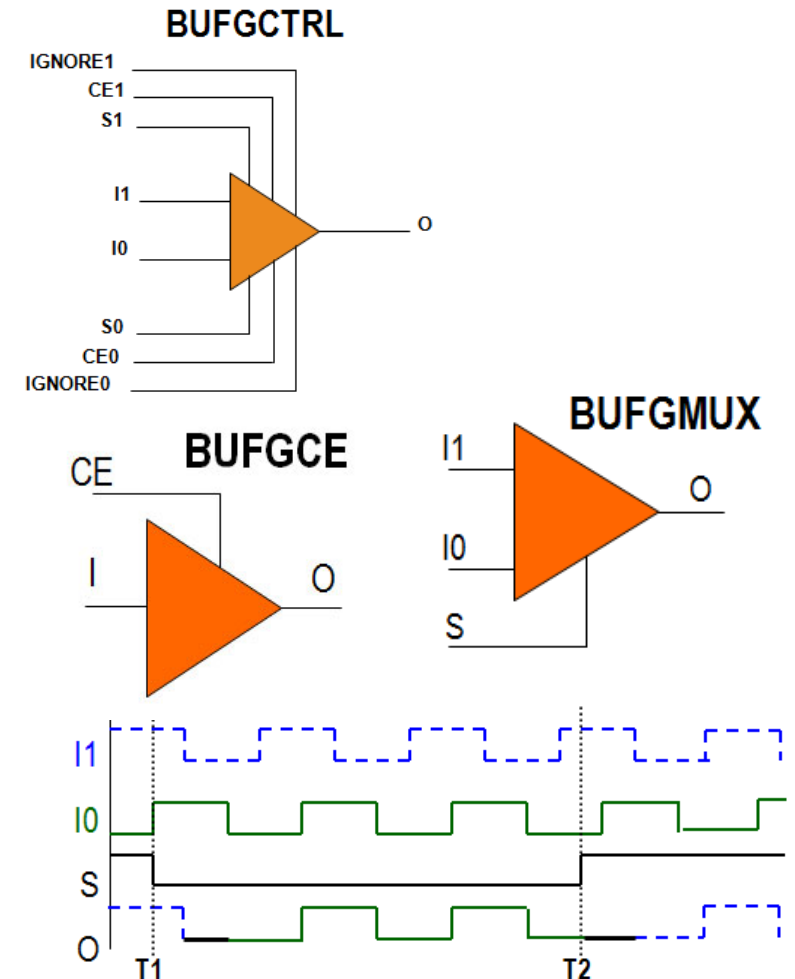 BUFGCTRL
IGNORE1
CE1
S1
I1
I0
O
S0
CE0
IGNORE0
BUFGCE
CE
I
O
BUFGMUX
I1
I0
O
S
I1
I0
S
O
T1
T2